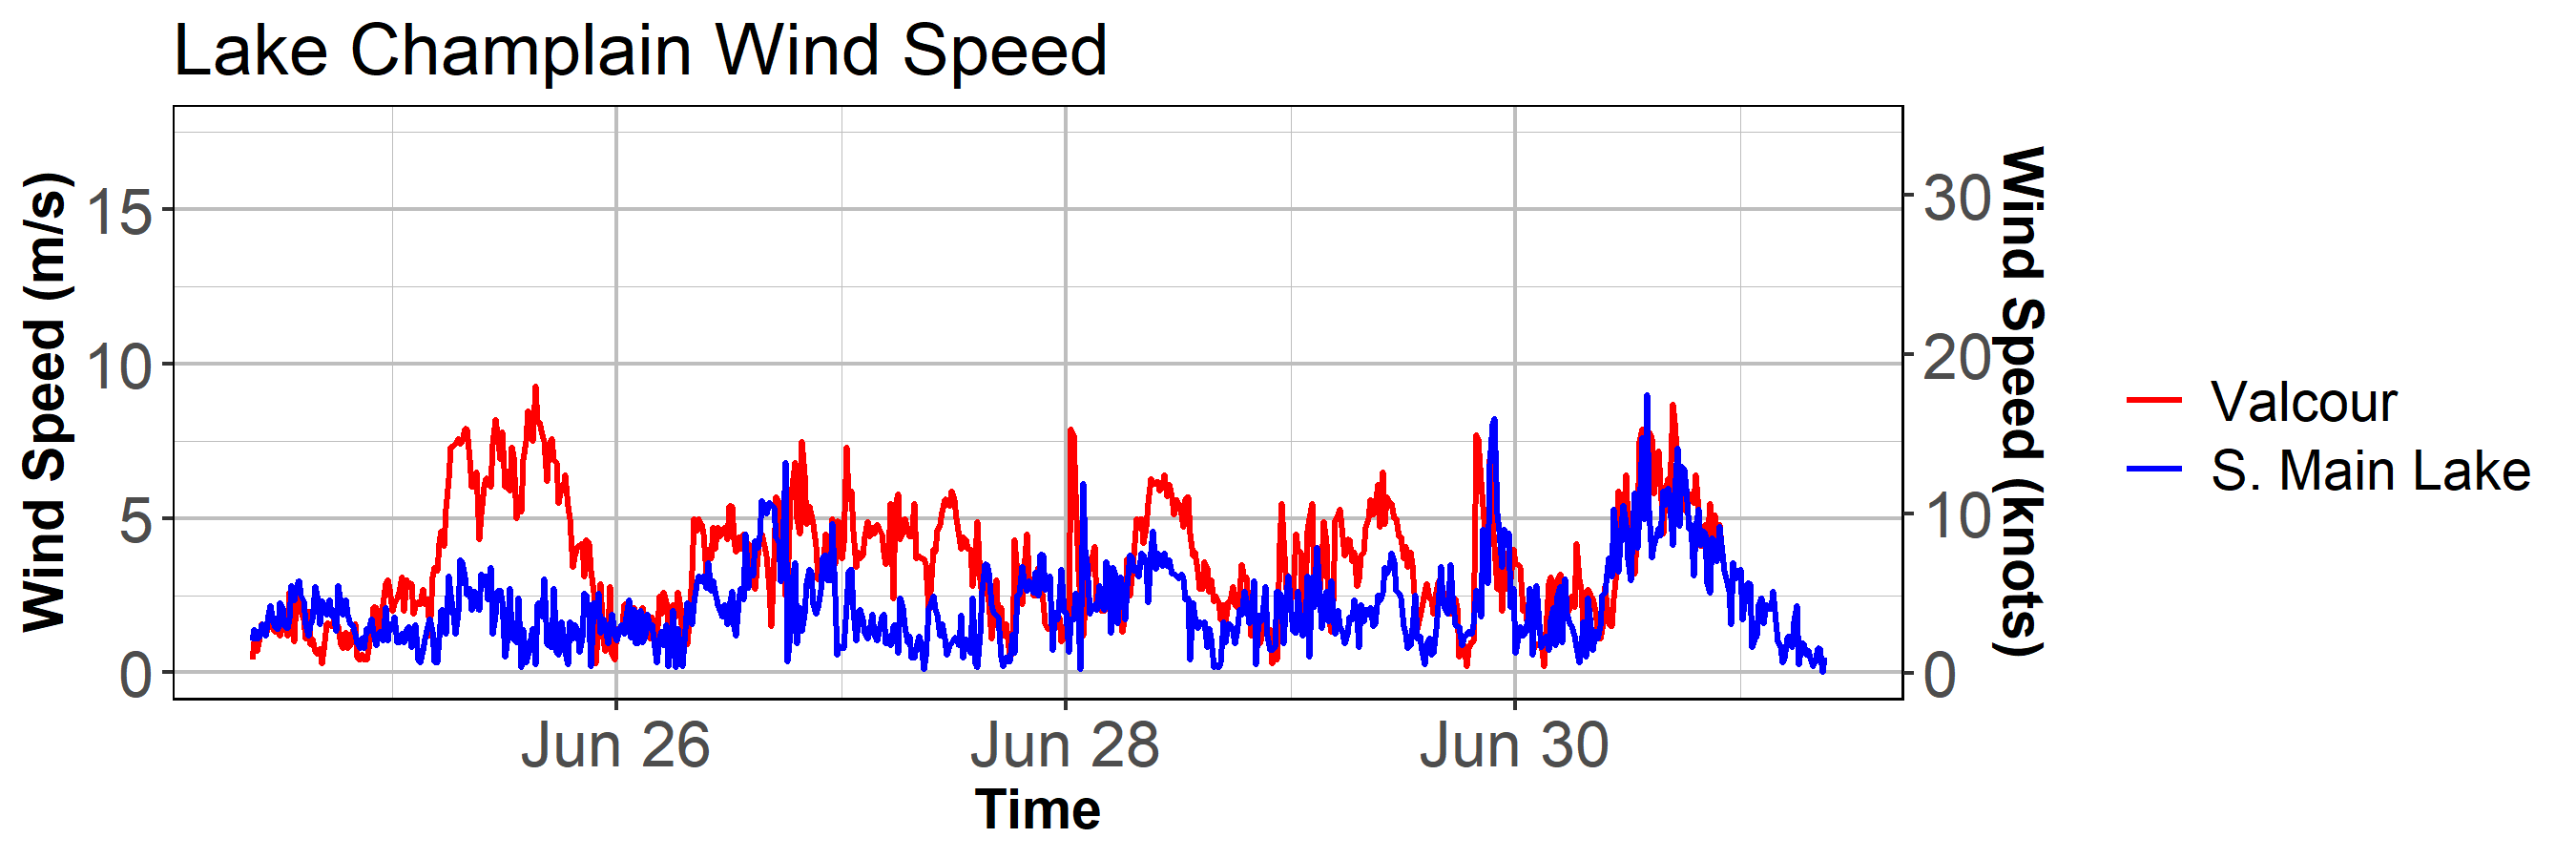 Lake Champlain Wind Speed
Wind Speed (m/s)
15
10
5
0
30
20
10
0
Wind Speed (knots)
Jun 26
Jun 28
Jun 30
Time
Valcour
S. Main Lake